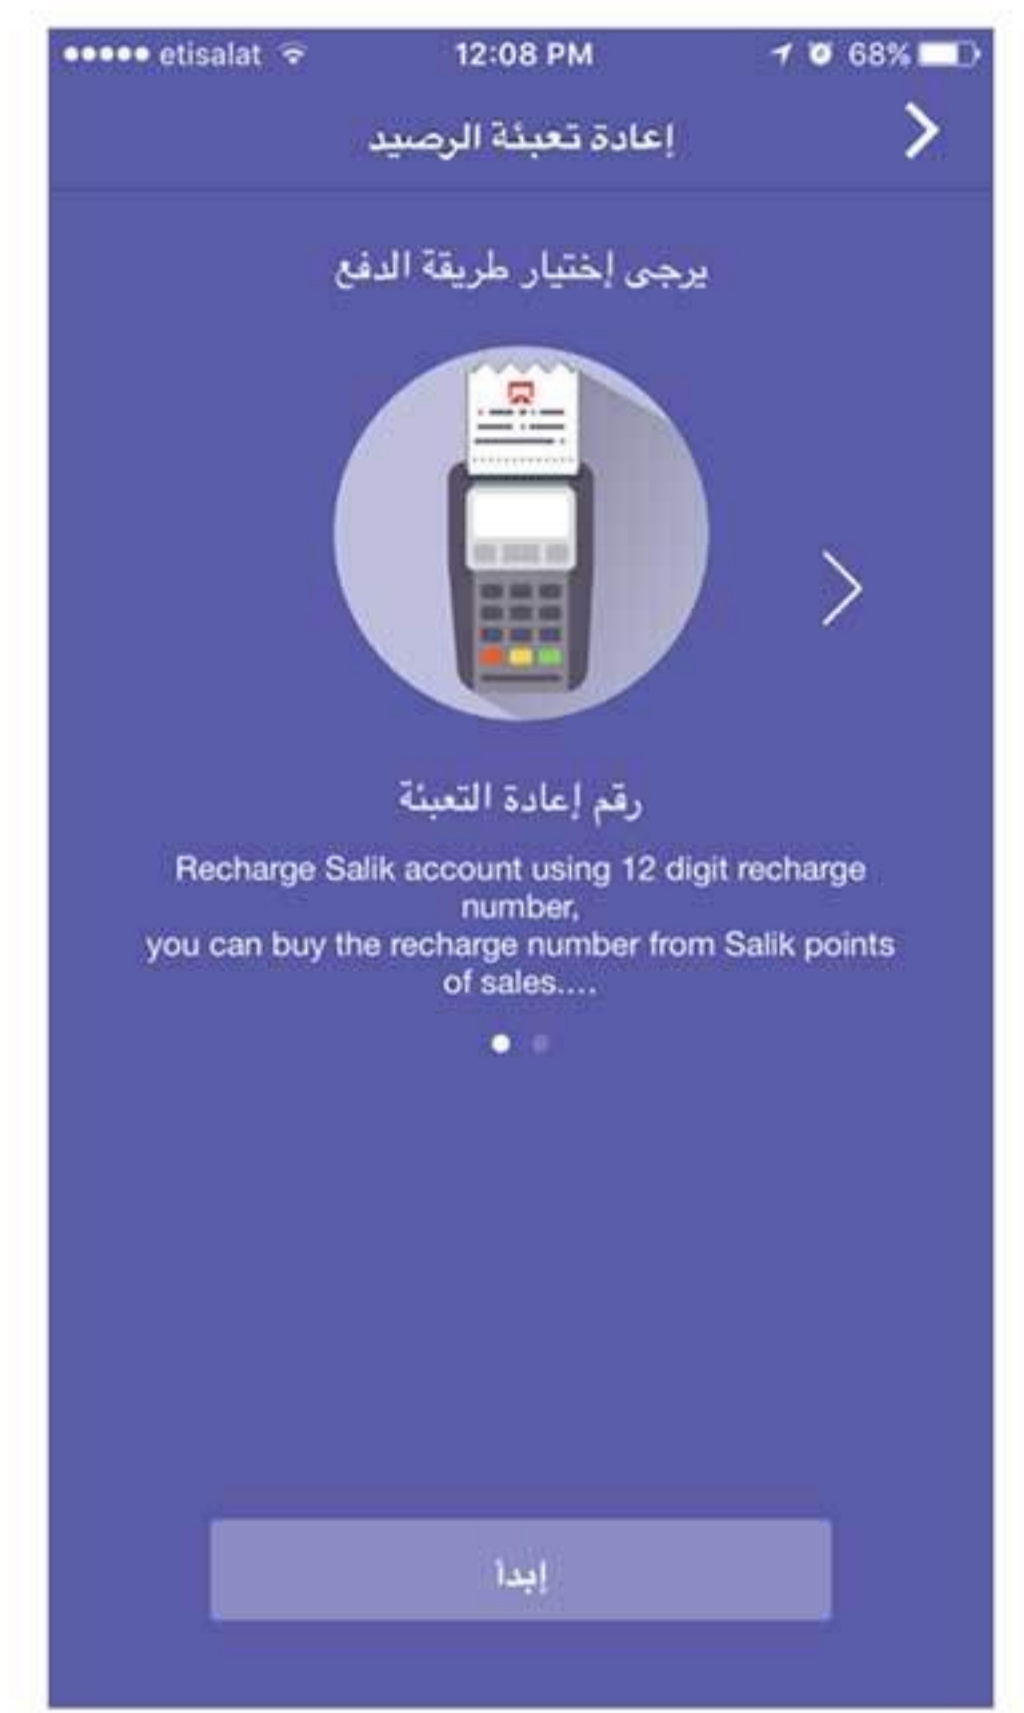 etisalat 12:08 PM 68%
إعادة تعبئة الرصيد
يرجى إختيار طريقة الدفع
رقم إعادة التعبئة
Recharge Salik account using 12 digit recharge
number,
you can buy the recharge number from Salik points
of sales....
إبدأ